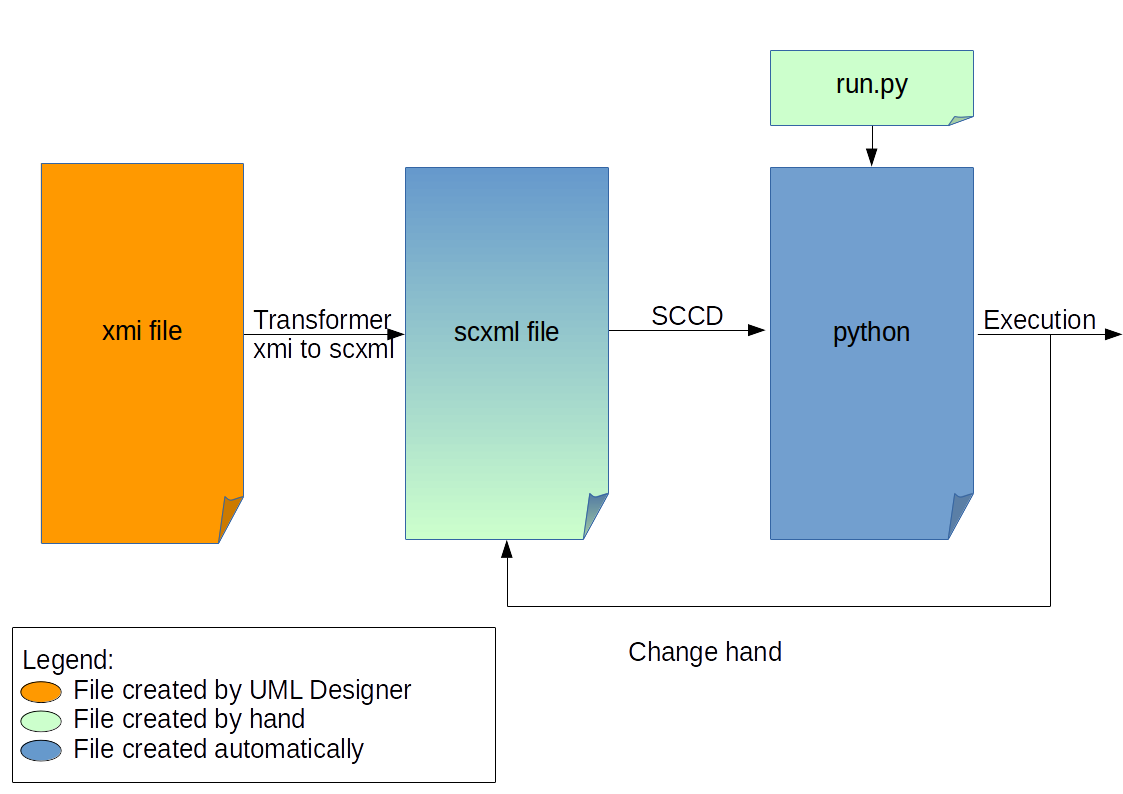 run.py
xmi file
Transformer
xmi to scxml
scxml file
SCCD
python
Execution
Change hand
Legend:
File created by UML Designer
File created by hand
File created automatically